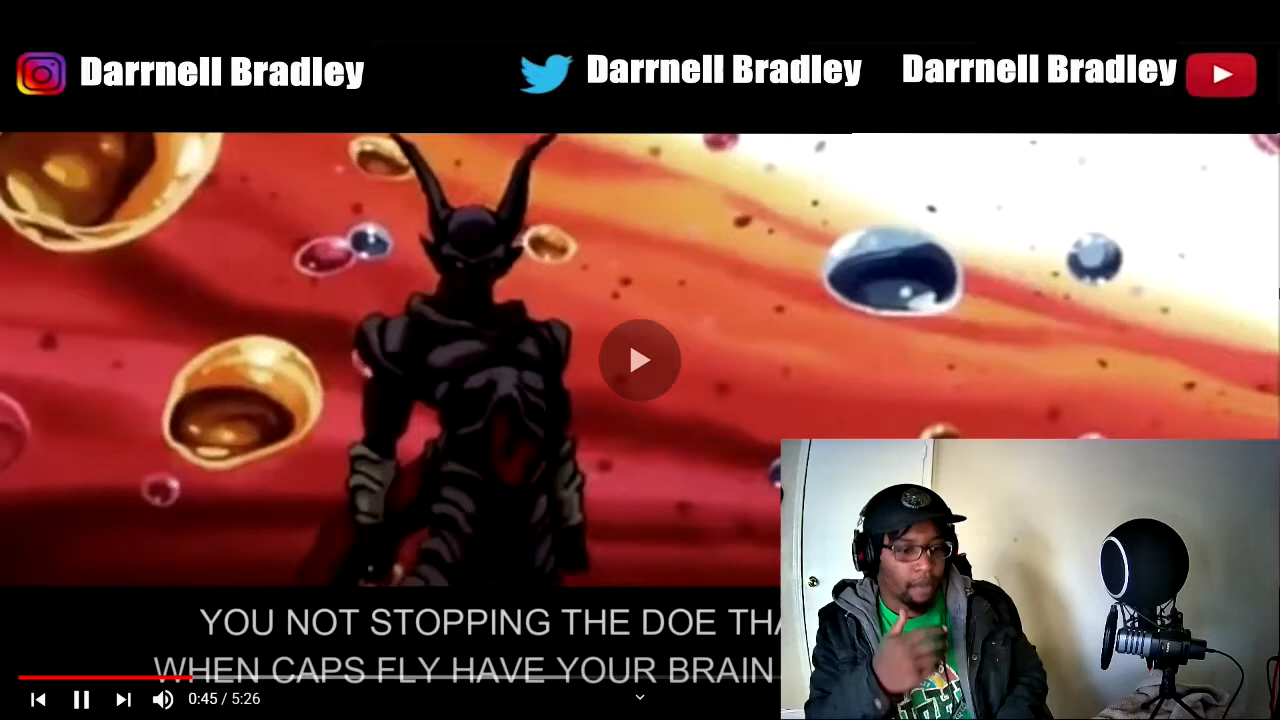 Darrnell Bradley
Darrnell Bradley
Darrnell Bradley
YOU NOT STOPPING THE DOE
WHEN CAPS FLY HAVE YOUR BRAIN
0:45 / 5:26